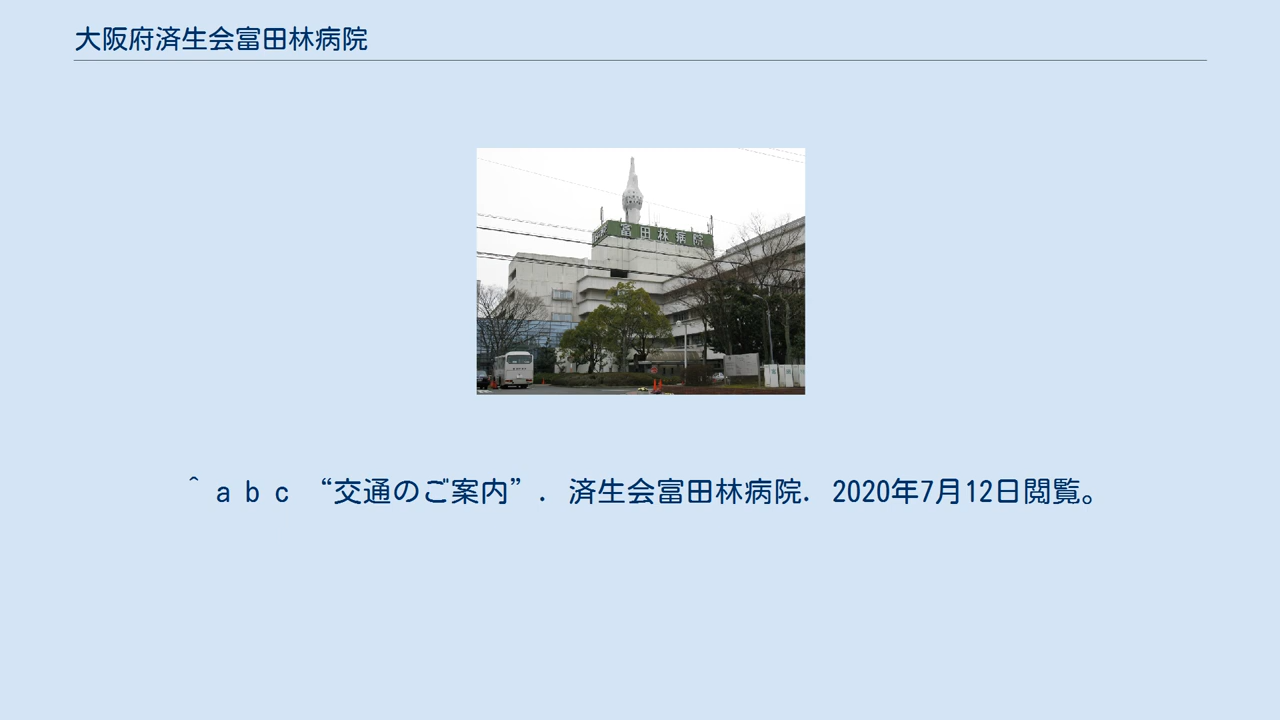 大阪府済生会富田林病院
富田林病院
＾ａｂｃ “交通のご案内”. 済生会富田林病院. 2020年7月12日閲覧。